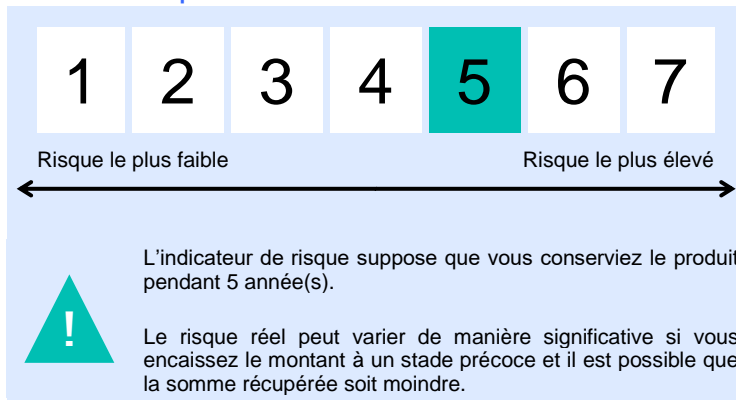 1 2 3 4 5 6 7
Risque le plus faible Risque le plus élevé
L'indicateur de risque suppose que vous conserviez le produit
pendant 5 année(s).
!
Le risque réel peut varier de manière significative si vous
encaissez le montant à un stade précoce et il est possible que
la somme récupérée soit moindre.